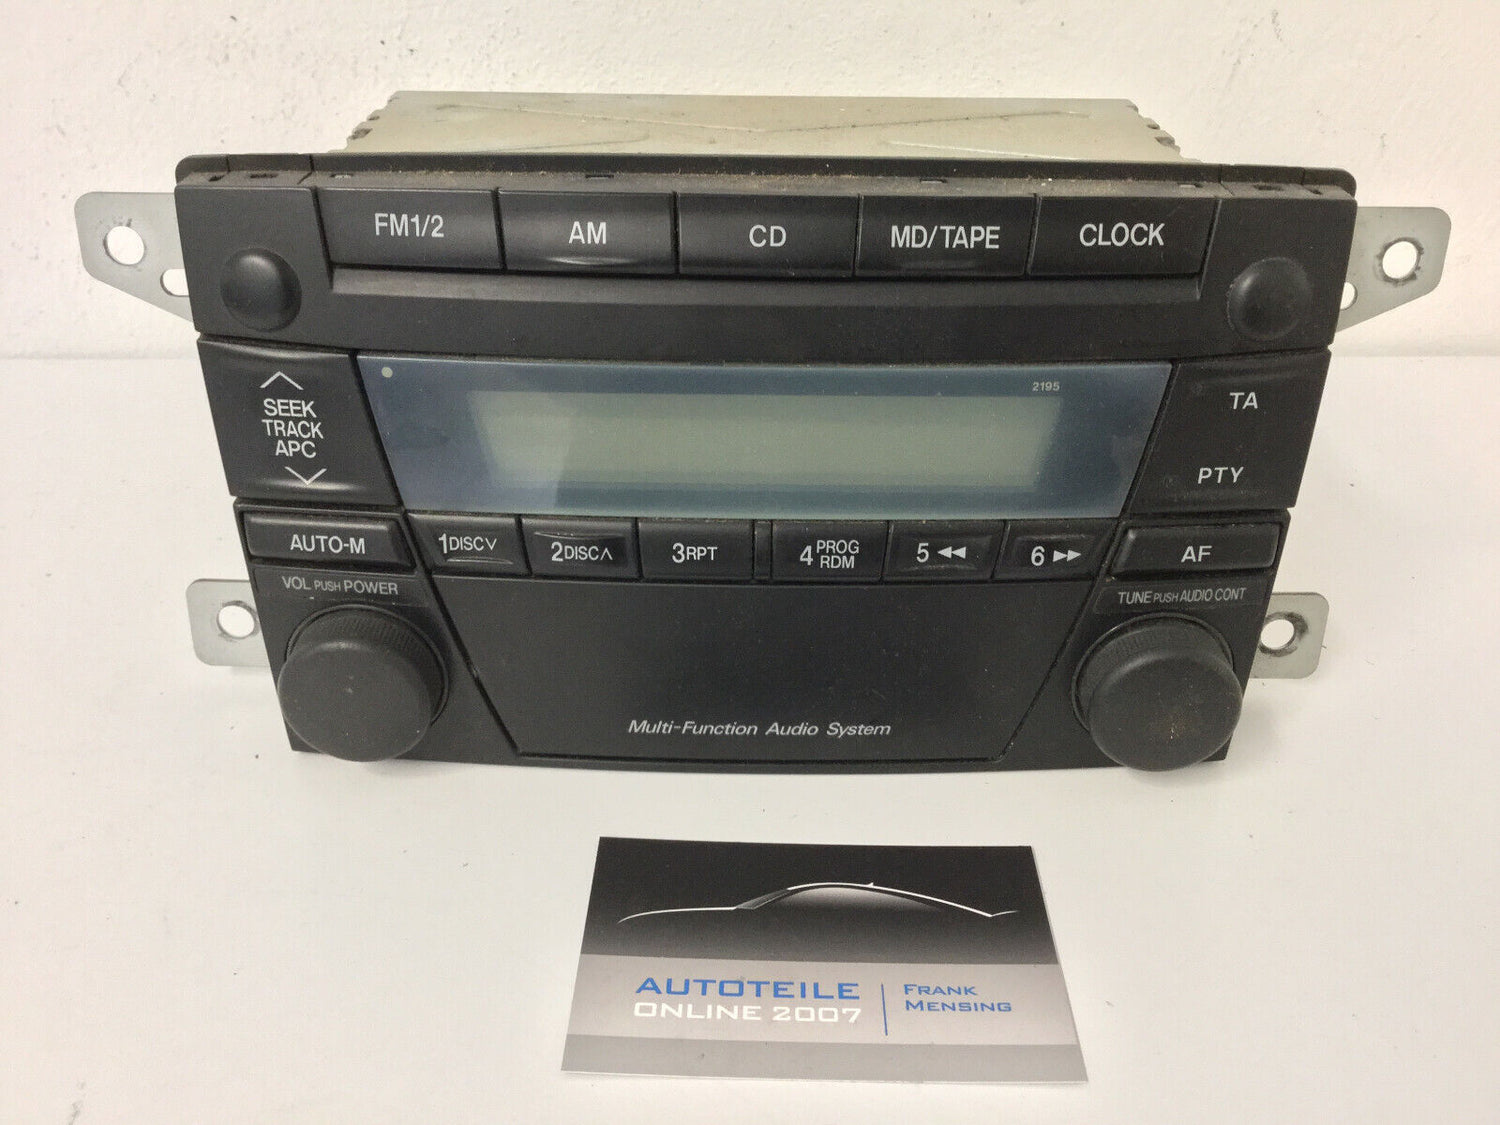 FM1/2 AM CD MD/TAPE CLOCK
SEEK
TRACK
APC
2195
TA
PTY
AUTO-M 1DISC 2DISC 3RPT 4PROG RDM 5 6 AF
VOL PUSH POWER
TUNE PUSH AUDIO CONT
Multi-Function Audio System
AUTOTEILE
ONLINE 2007
FRANK
MENSING